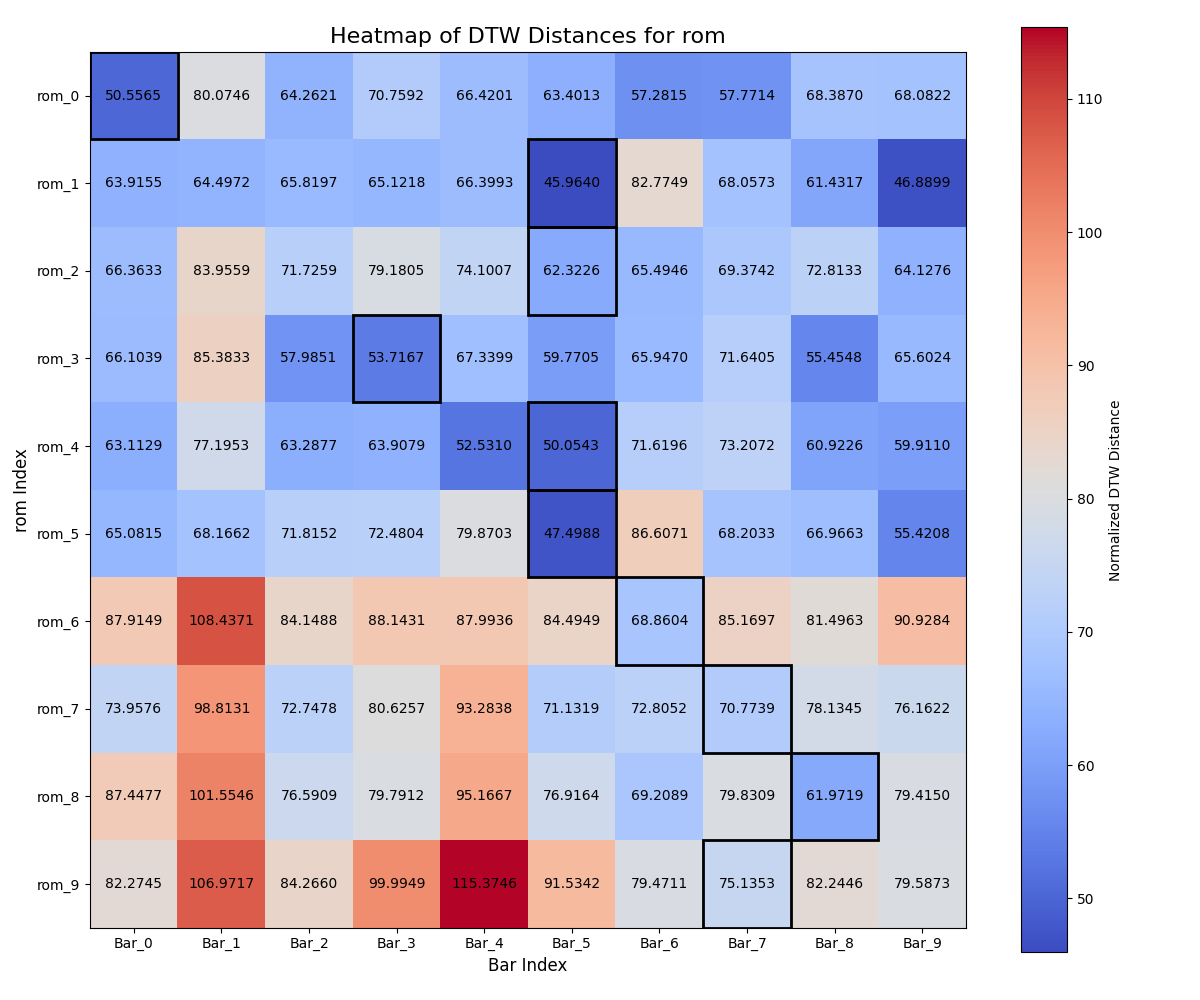 Heatmap of DTW Distances for rom
rom_0 50.5565 80.0746 64.2621 70.7592 66.4201 63.4013 57.2815 57.7714 68.3870 68.0822
rom_1 63.9155 64.4972 65.8197 65.1218 66.3993 45.9640 82.7749 68.0573 61.4317 46.8899
rom_2 66.3633 83.9559 71.7259 79.1805 74.1007 62.3226 65.4946 69.3742 72.8133 64.1276
rom_3 66.1039 85.3833 57.9851 53.7167 67.3399 59.7705 65.9470 71.6405 55.4548 65.6024
rom_4 63.1129 77.1953 63.2877 63.9079 52.5310 50.0543 71.6196 73.2072 60.9226 59.9110
rom_5 65.0815 68.1662 71.8152 72.4804 79.8703 47.4988 86.6071 68.2033 66.9663 55.4208
rom_6 87.9149 108.4371 84.1488 88.1431 87.9936 84.4949 68.8604 85.1697 81.4963 90.9284
rom_7 73.9576 98.8131 72.7478 80.6257 93.2838 71.1319 72.8052 70.7739 78.1345 76.1622
rom_8 87.4477 101.5546 76.5909 79.7912 95.1667 76.9164 69.2089 79.8309 61.9719 79.4150
rom_9 82.2745 106.9717 84.2660 99.9949 115.3746 91.5342 79.4711 75.1353 82.2446 79.5873
Bar_0 Bar_1 Bar_2 Bar_3 Bar_4 Bar_5 Bar_6 Bar_7 Bar_8 Bar_9
Bar Index
rom Index
110
100
90
80
70
60
50
Normalized DTW Distance